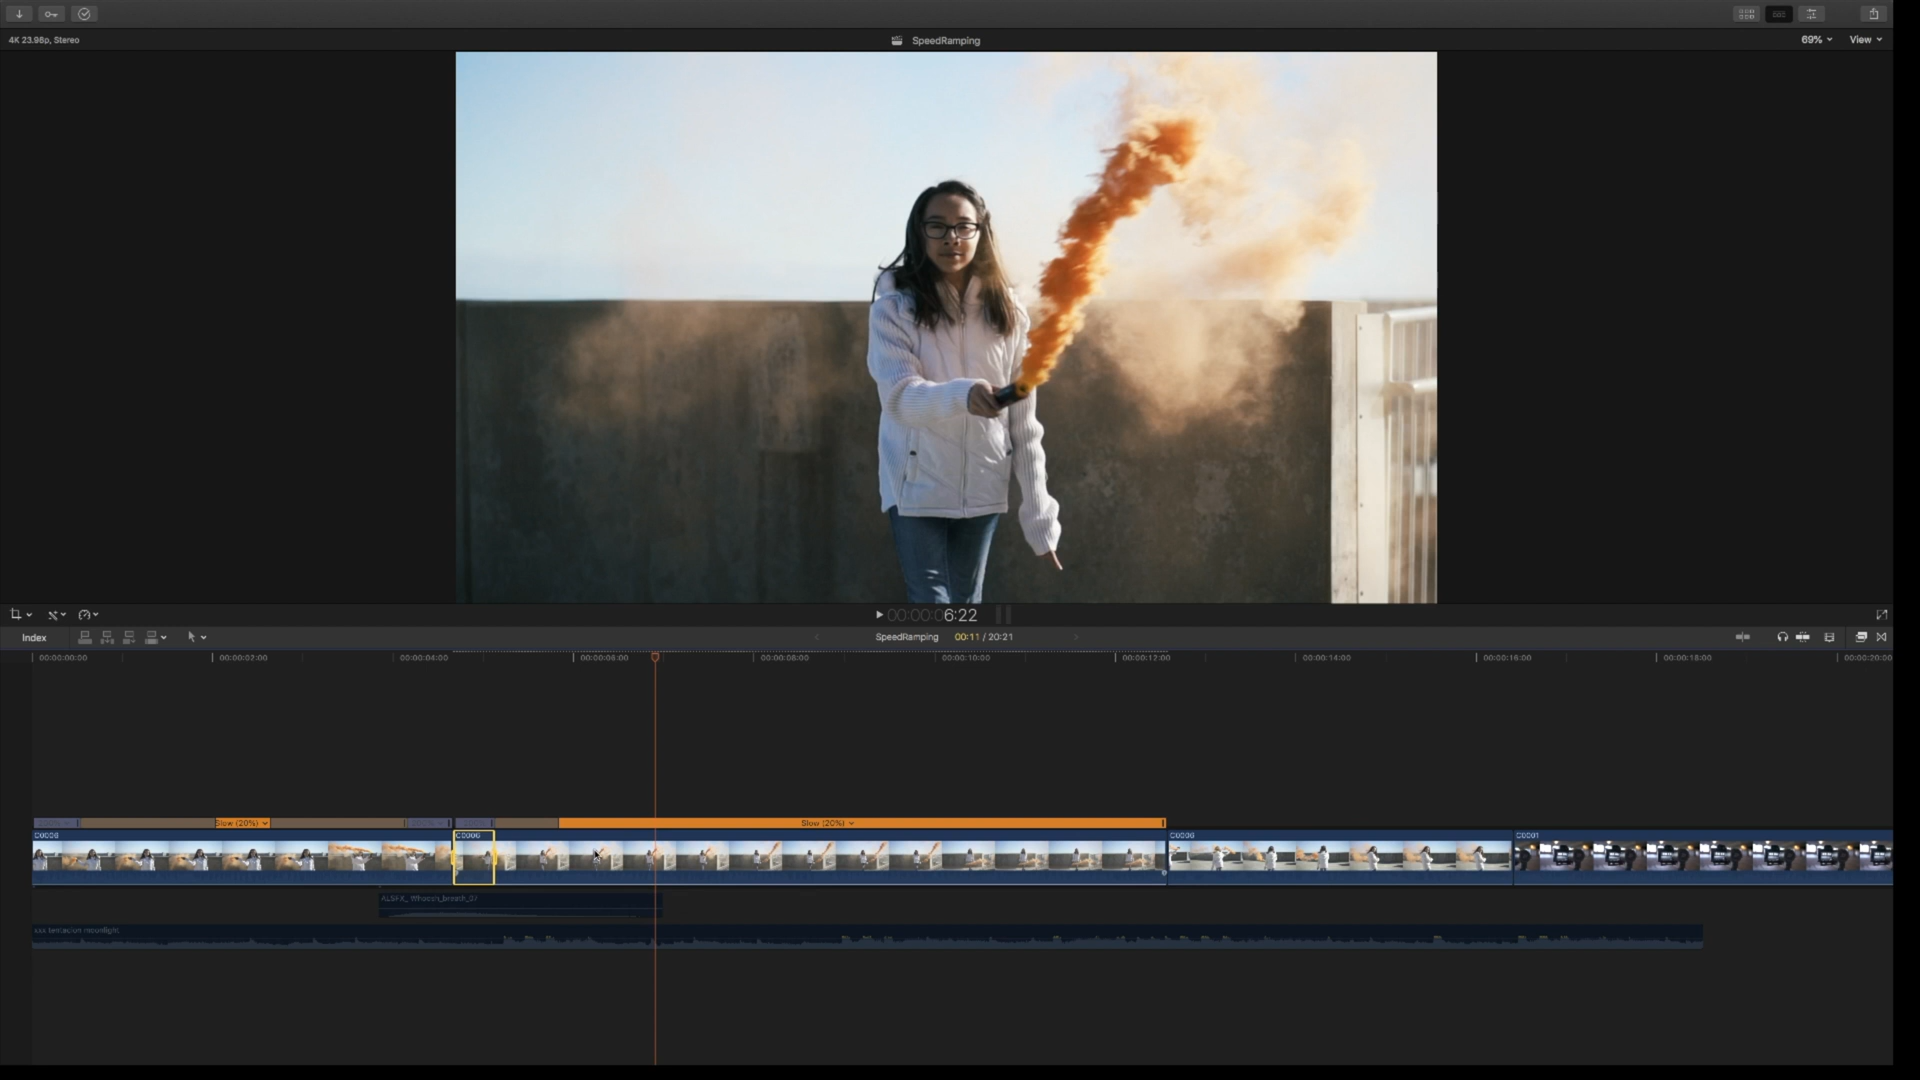 4K 23.98p, Stereo
SpeedRamping
69%
View
00:00:06:22
Index
SpeedRamping
00:11 / 20:21
00:00:00:00
00:00:02:00
00:00:04:00
00:00:06:00
00:00:08:00
00:00:10:00
00:00:12:00
00:00:14:00
00:00:16:00
00:00:18:00
00:00:20:00
Slow (20%)
Slow (20%)
C0006
C0006
C0006
C0001
xxx tentacion moonlight